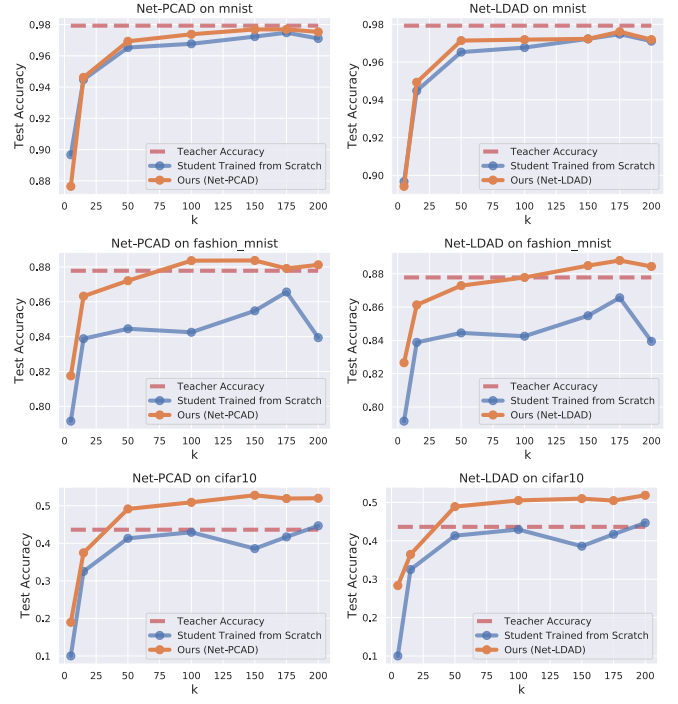 Net-PCAD on mnist
Test Accuracy
0.98
0.96
0.94
0.92
0.90
0.88
Teacher Accuracy
Student Trained from Scratch
Ours (Net-PCAD)
0 25 50 75 100 125 150 175 200
k
Net-LDAD on mnist
Test Accuracy
0.98
0.96
0.94
0.92
0.90
Teacher Accuracy
Student Trained from Scratch
Ours (Net-LDAD)
0 25 50 75 100 125 150 175 200
k
Net-PCAD on fashion_mnist
Test Accuracy
0.88
0.86
0.84
0.82
0.80
Teacher Accuracy
Student Trained from Scratch
Ours (Net-PCAD)
0 25 50 75 100 125 150 175 200
k
Net-LDAD on fashion_mnist
Test Accuracy
0.88
0.86
0.84
0.82
0.80
Teacher Accuracy
Student Trained from Scratch
Ours (Net-LDAD)
0 25 50 75 100 125 150 175 200
k
Net-PCAD on cifar10
Test Accuracy
0.5
0.4
0.3
0.2
0.1
Teacher Accuracy
Student Trained from Scratch
Ours (Net-PCAD)
0 25 50 75 100 125 150 175 200
k
Net-LDAD on cifar10
Test Accuracy
0.5
0.4
0.3
0.2
0.1
Teacher Accuracy
Student Trained from Scratch
Ours (Net-LDAD)
0 25 50 75 100 125 150 175 200
k